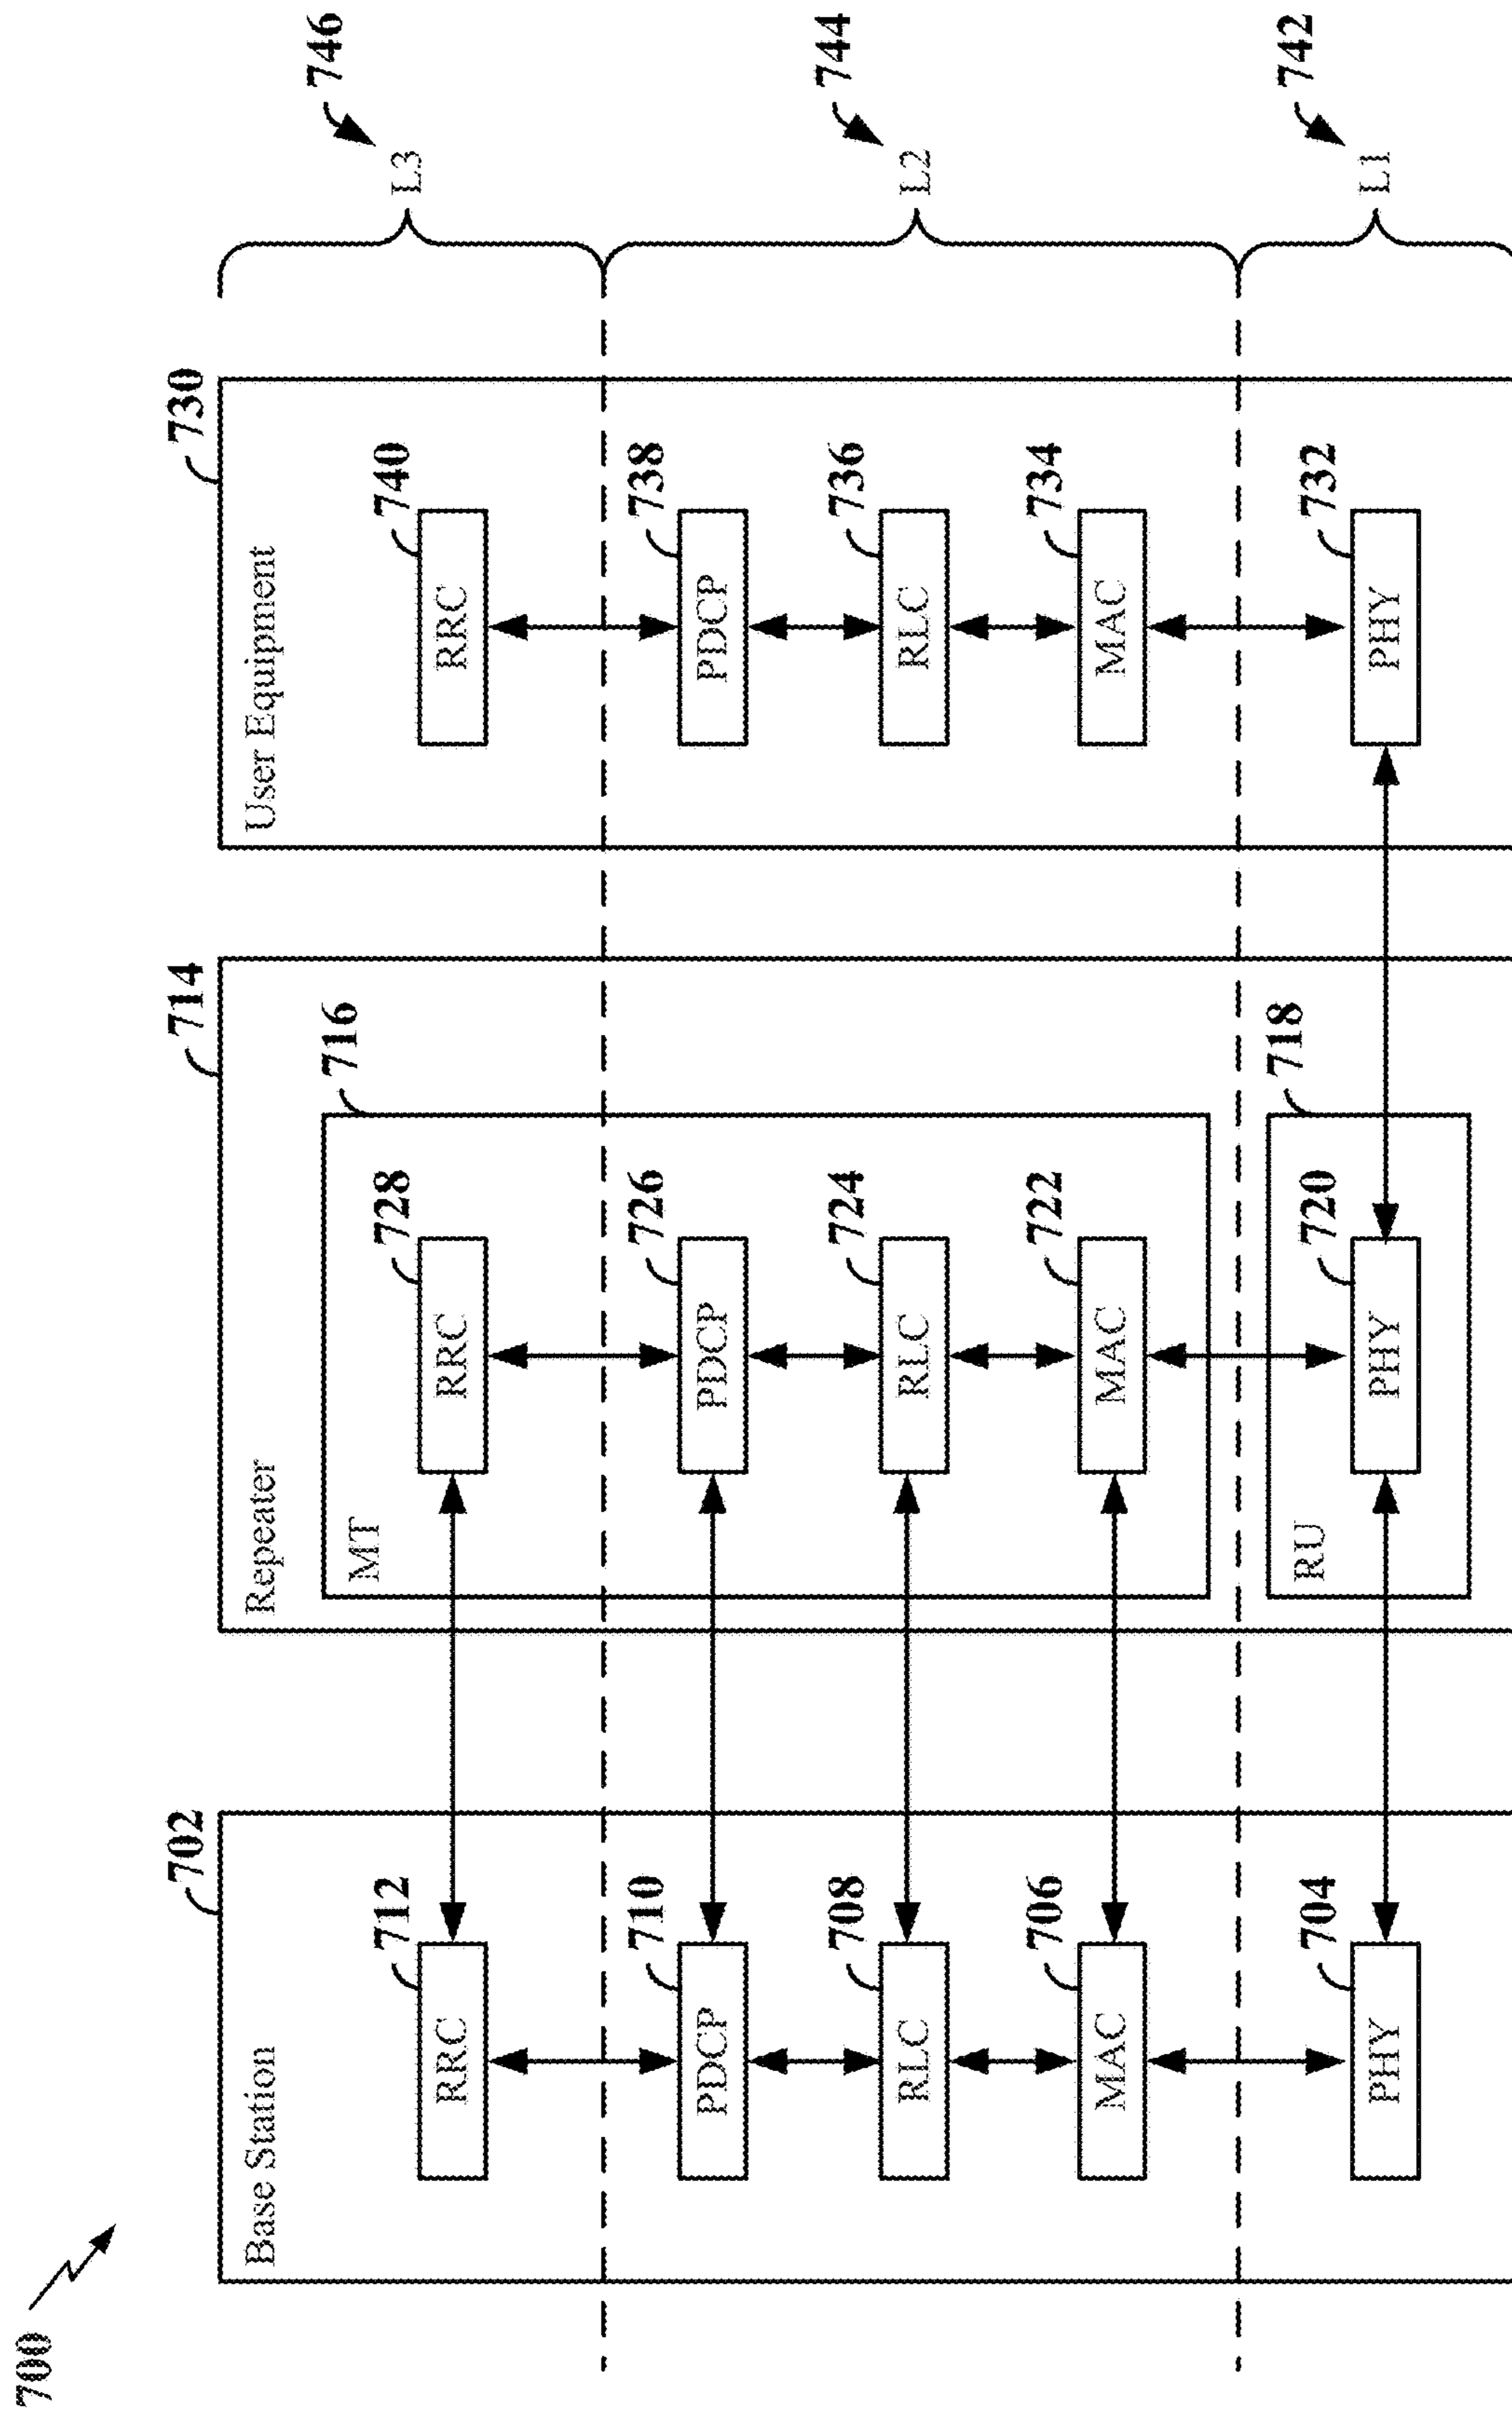 700
702
Base Station
712
RRC
710
PDCP
708
RLC
706
MAC
704
PHY
714
Repeater
716
MT
728
RRC
726
PDCP
724
RLC
722
MAC
718
RU
720
PHY
730
User Equipment
740
RRC
738
PDCP
736
RLC
734
MAC
732
PHY
746
L3
744
L2
742
L1